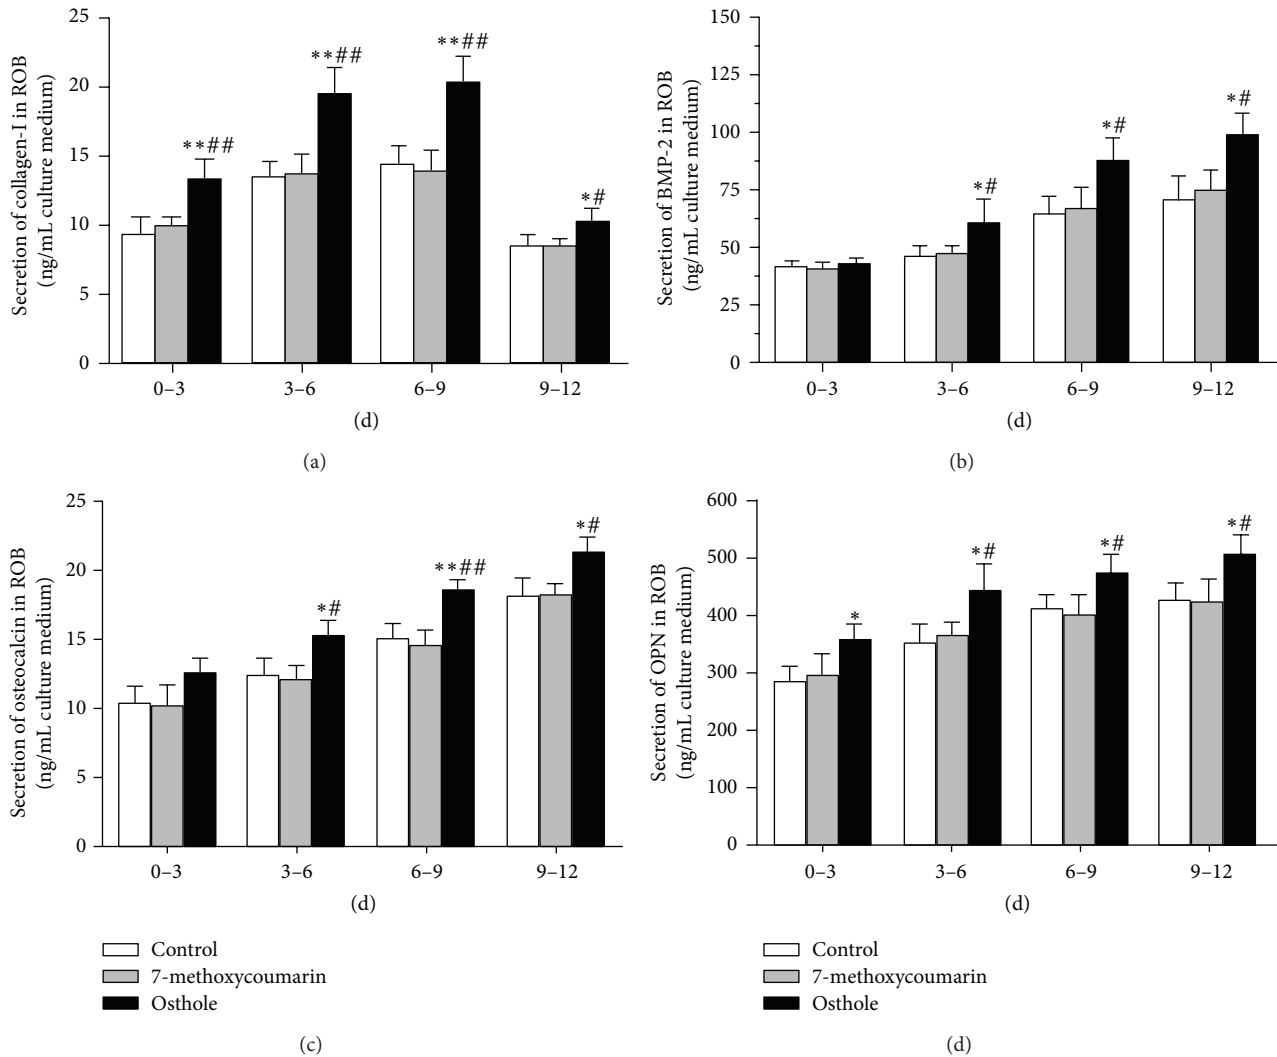 Secretion of collagen-I in ROB
(ng/mL culture medium)
25
20
15
10
5
0
**##
**##
**##
*#
0–3
3–6
6–9
9–12
(d)
(a)
Secretion of BMP-2 in ROB
(ng/mL culture medium)
150
125
100
75
50
25
0
*#
*#
*#
0–3
3–6
6–9
9–12
(d)
(b)
Secretion of osteocalcin in ROB
(ng/mL culture medium)
25
20
15
10
5
0
*#
**##
*#
0–3
3–6
6–9
9–12
(d)
Control
7-methoxycoumarin
Osthole
(c)
Secretion of OPN in ROB
(ng/mL culture medium)
600
500
400
300
200
100
0
*
*#
*#
*#
0–3
3–6
6–9
9–12
(d)
Control
7-methoxycoumarin
Osthole
(d)